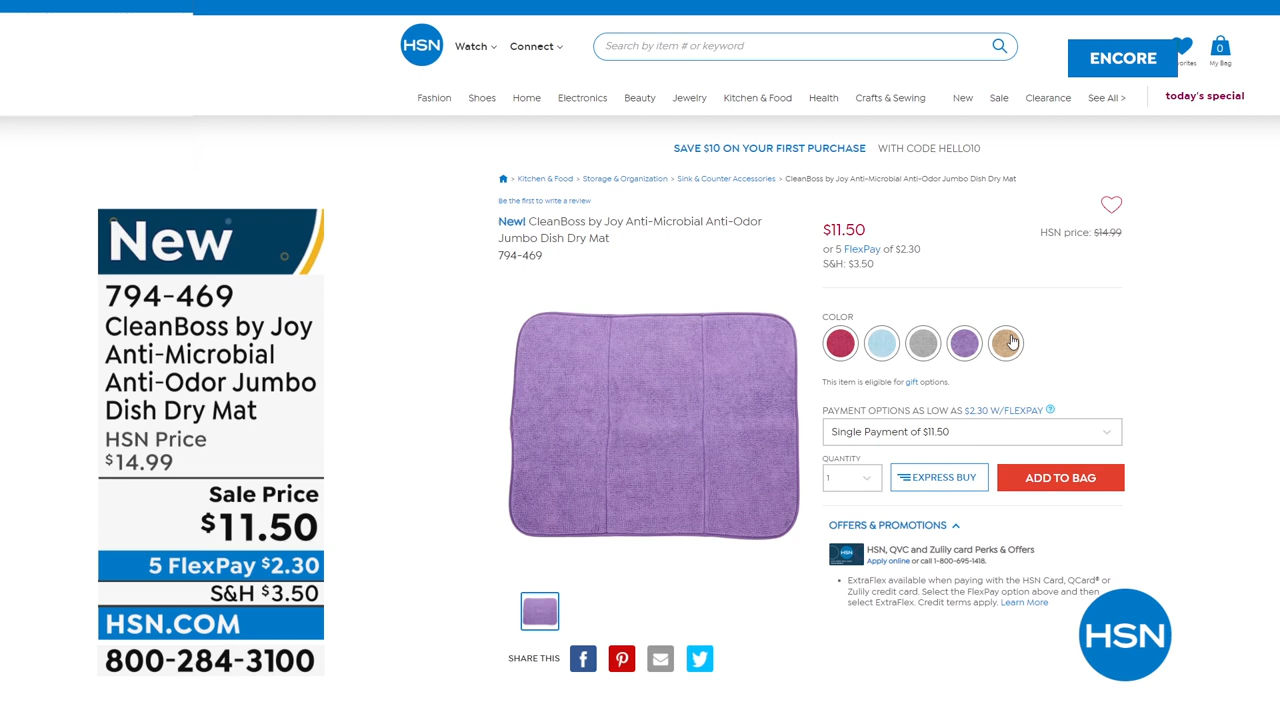 HSN
Watch
Connect
Search by item # or keyword
ENCORE
0
My Bag
Fashion
Shoes
Home
Electronics
Beauty
Jewelry
Kitchen & Food
Health
Crafts & Sewing
New
Sale
Clearance
See All >
today's special
SAVE $10 ON YOUR FIRST PURCHASE WITH CODE HELLO10
> Kitchen & Food > Storage & Organization > Sink & Counter Accessories > CleanBoss by Joy Anti-Microbial Anti-Odor Jumbo Dish Dry Mat
Be the first to write a review
New! CleanBoss by Joy Anti-Microbial Anti-Odor
Jumbo Dish Dry Mat
794-469
$11.50
HSN price: $14.99
or 5 FlexPay of $2.30
S&H: $3.50
COLOR
This item is eligible for gift options.
PAYMENT OPTIONS AS LOW AS $2.30 W/FLEXPAY ?
Single Payment of $11.50
QUANTITY
1
EXPRESS BUY
ADD TO BAG
OFFERS & PROMOTIONS
HSN, QVC and Zulily card Perks & Offers
Apply online or call 1-800-695-1418.
• ExtraFlex available when paying with the HSN Card, QCard® or
Zulily credit card. Select the FlexPay option above and then
select ExtraFlex. Credit terms apply. Learn More
SHARE THIS
HSN
New
794-469
CleanBoss by Joy
Anti-Microbial
Anti-Odor Jumbo
Dish Dry Mat
HSN Price
$14.99
Sale Price
$11.50
5 FlexPay $2.30
S&H $3.50
HSN.COM
800-284-3100